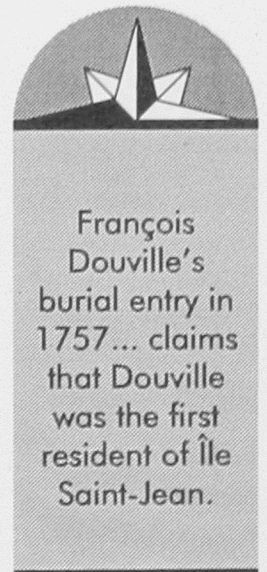 François
Douville's
burial entry in
1757... claims
that Douville
was the first
resident of Île
Saint-Jean.